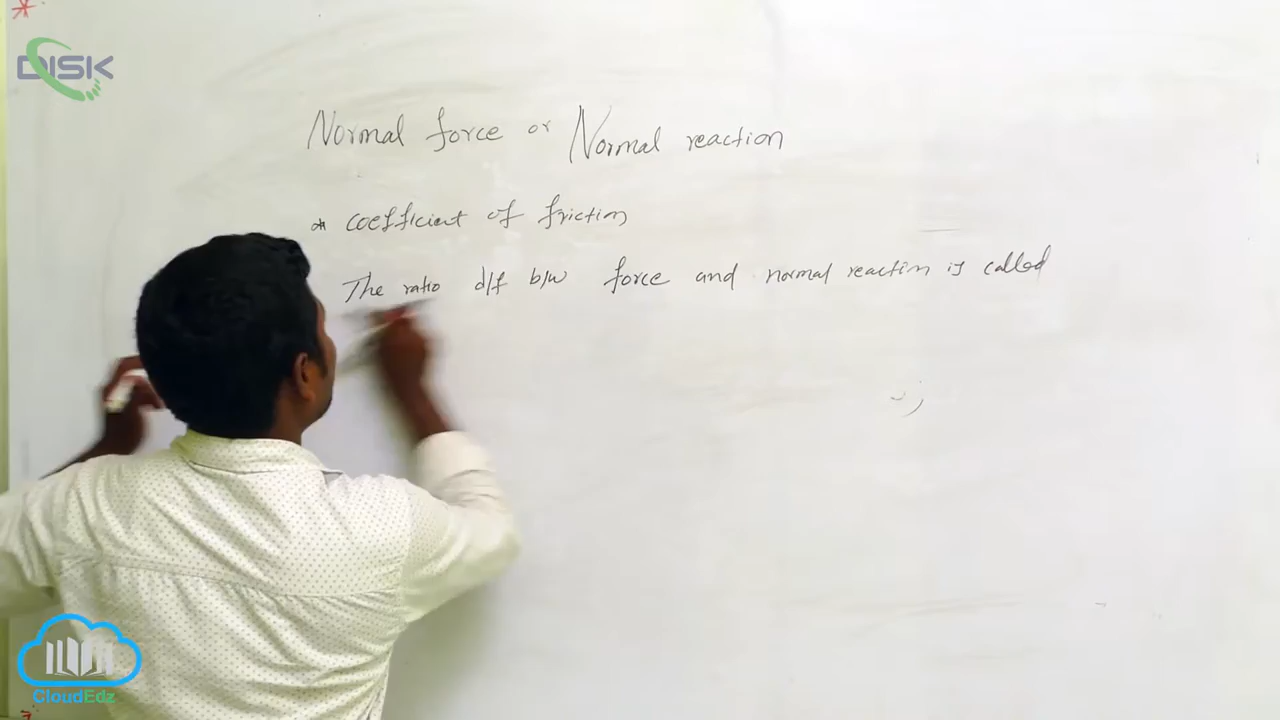 DISK
Normal force or Normal reaction
* coefficient of friction
The ratio d/f b/w force and normal reaction is called
CloudEdz